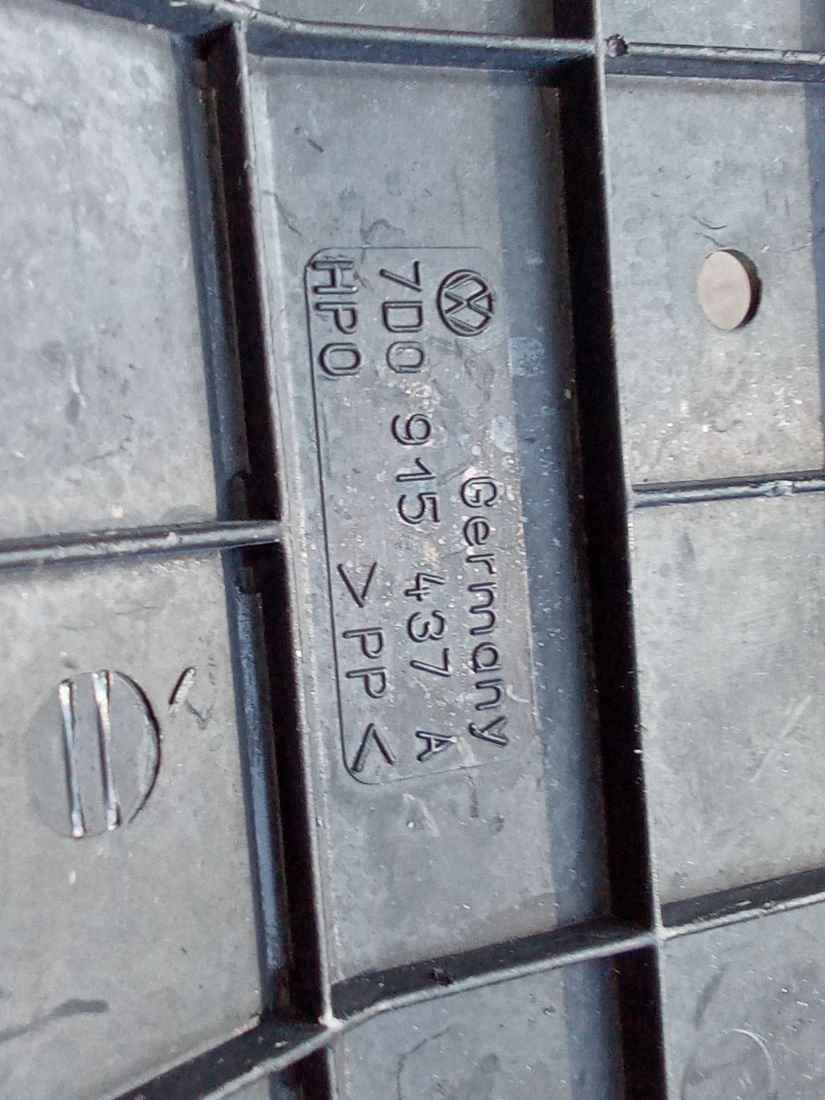 Germany
7D0 915 437 A
HPO >PP<